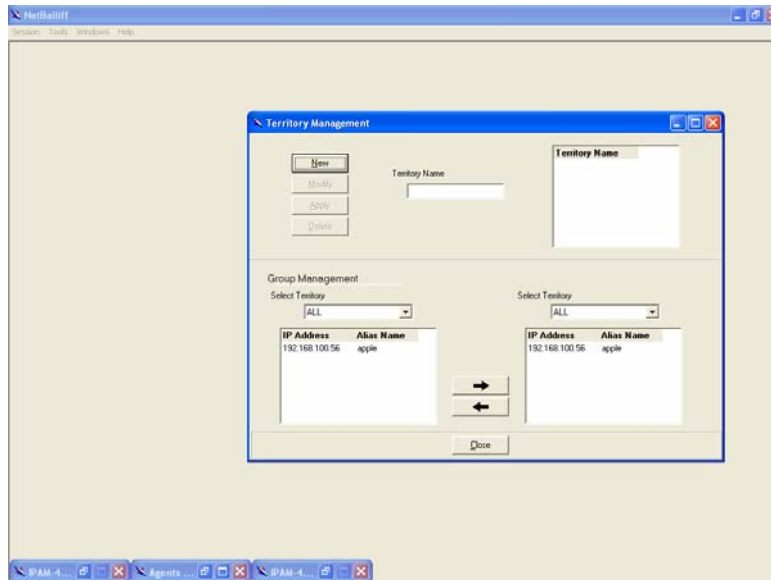 NetBailiff
Session Tools Windows Help
Territory Management
New
Modify
Apply
Delete
Territory Name
Territory Name
Group Management
Select Territory
ALL
IP Address Alias Name
192.168.100.56 apple
Select Territory
ALL
IP Address Alias Name
192.168.100.56 apple
Close
IPAM-4... Agents ... IPAM-4...